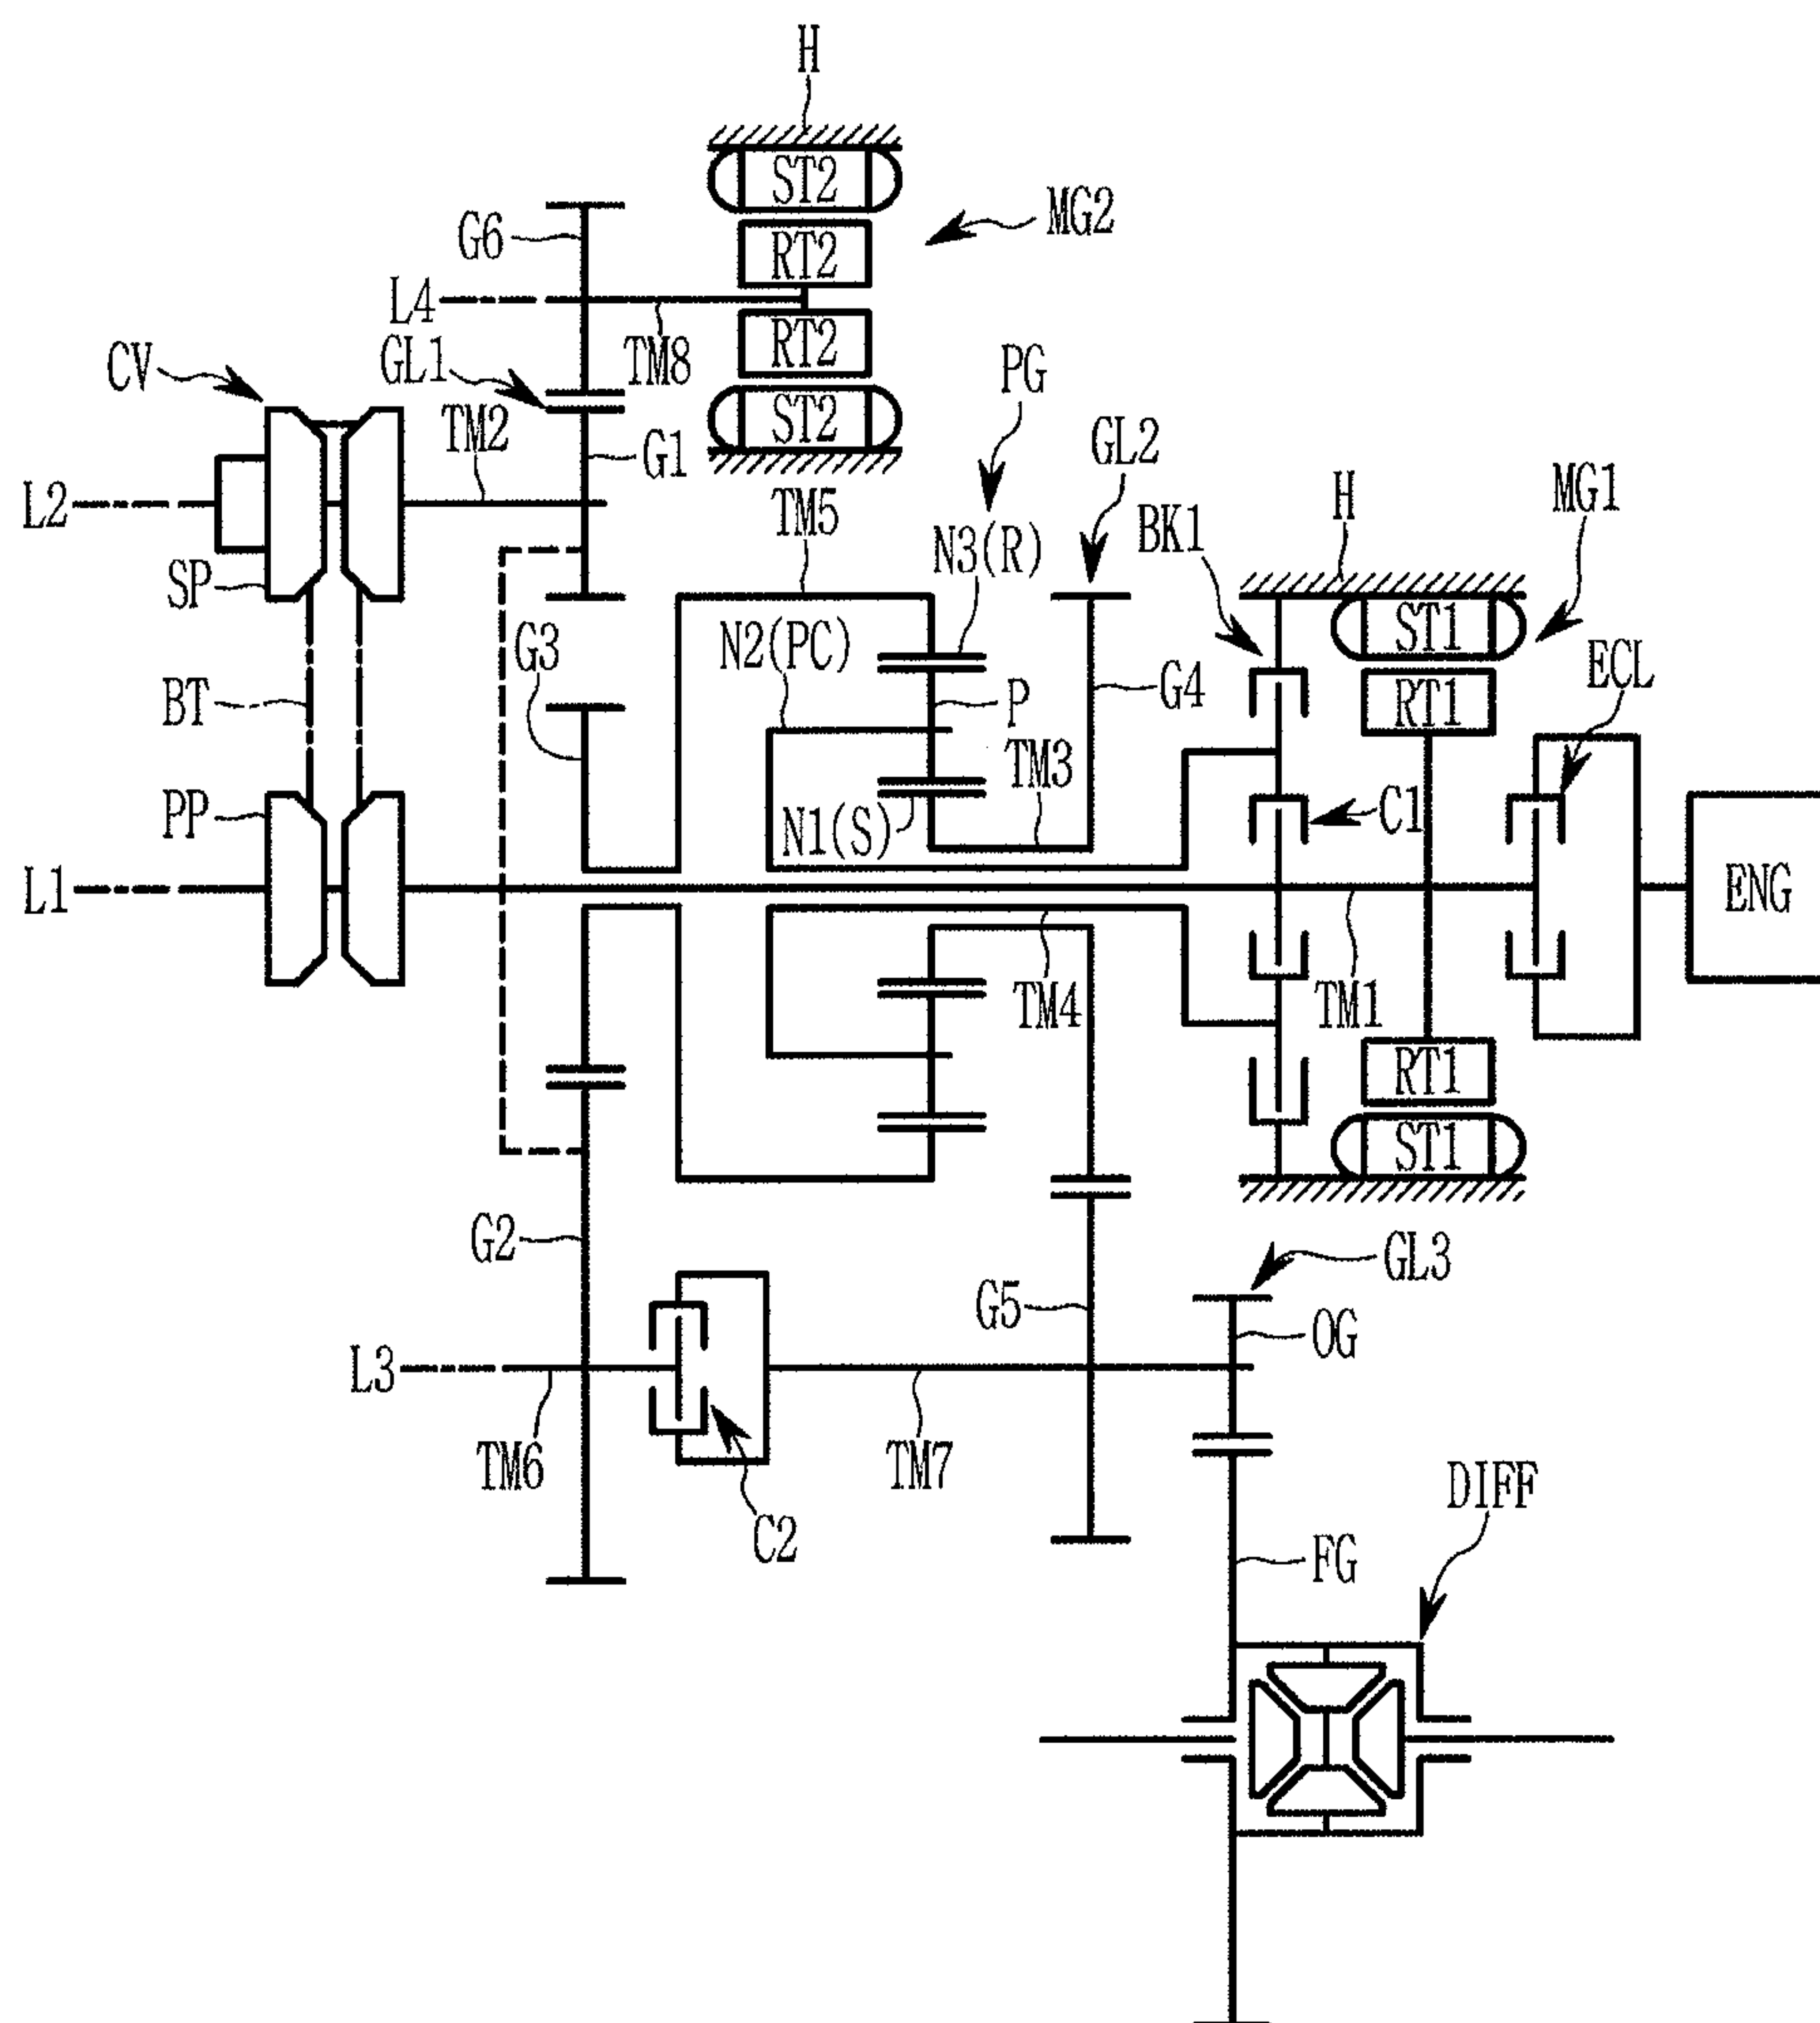 H
ST2
G6
MG2
RT2
L4
GL1
TM8
RT2
CV
PG
TM2
ST2
G1
GL2
L2
TM5
H
MG1
BK1
N3(R)
SP
ST1
G3
N2(PC)
ECL
BT
P
G4
RT1
TM3
PP
N1(S)
C1
L1
ENG
TM4
TM1
RT1
ST1
G2
GL3
G5
OG
L3
TM6
TM7
DIFF
C2
FG